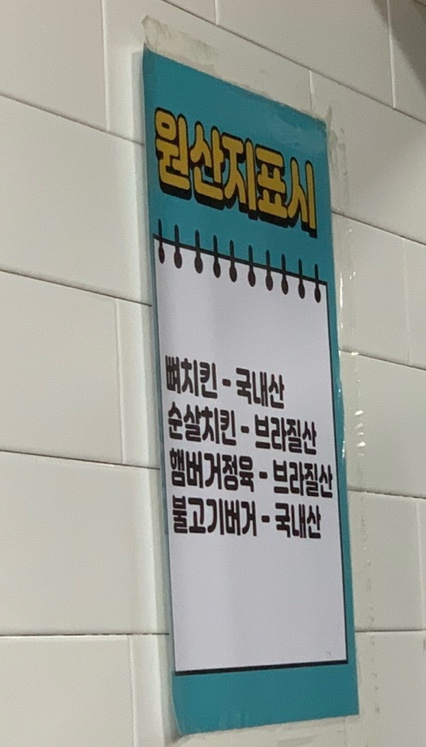 원산지표시
뼈치킨 - 국내산
순살치킨 - 브라질산
햄버거정육 - 브라질산
불고기버거 - 국내산